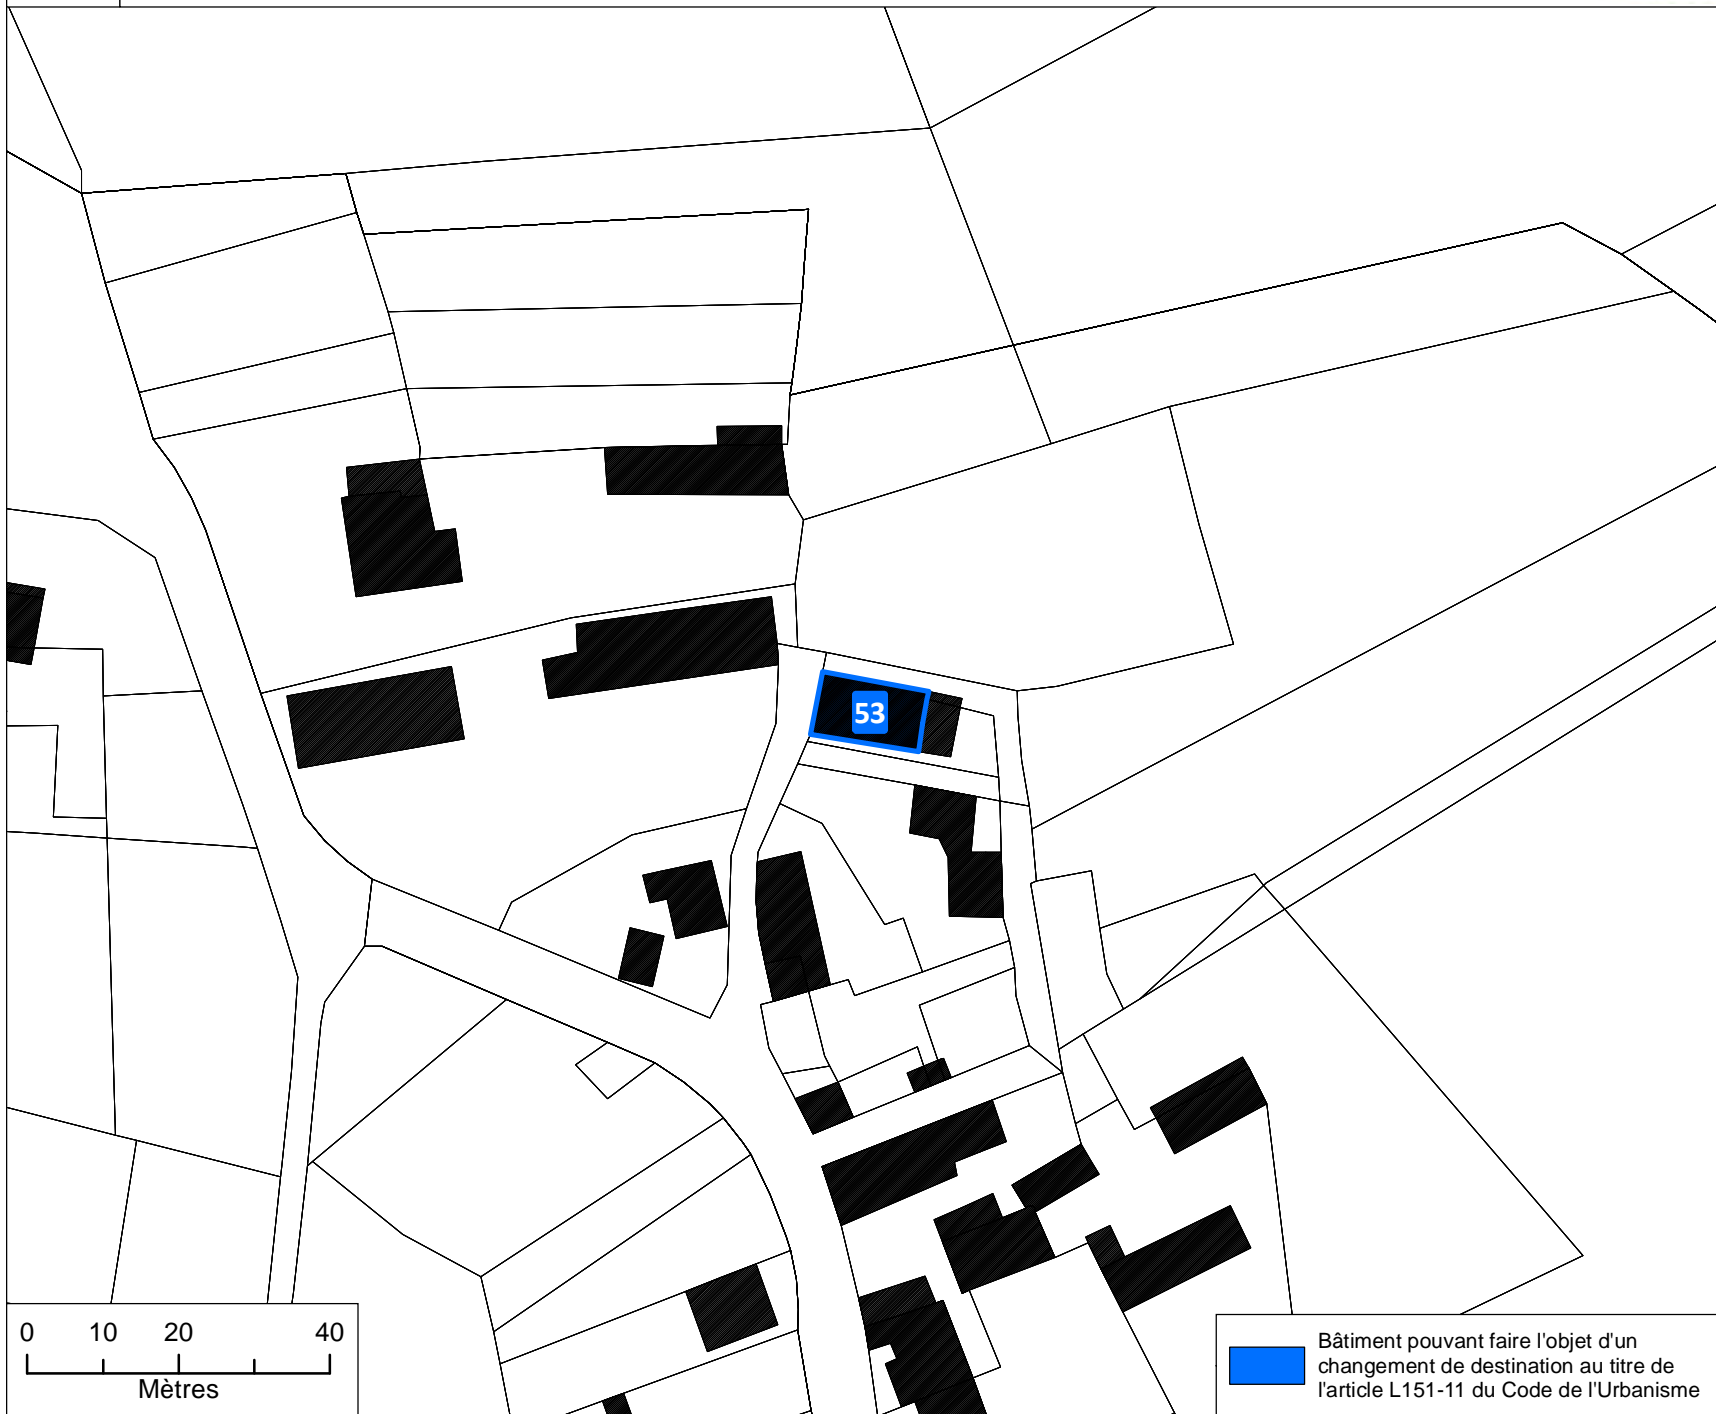 53
0 10 20 40
Mètres
Bâtiment pouvant faire l'objet d'un
changement de destination au titre de
l'article L151-11 du Code de l'Urbanisme